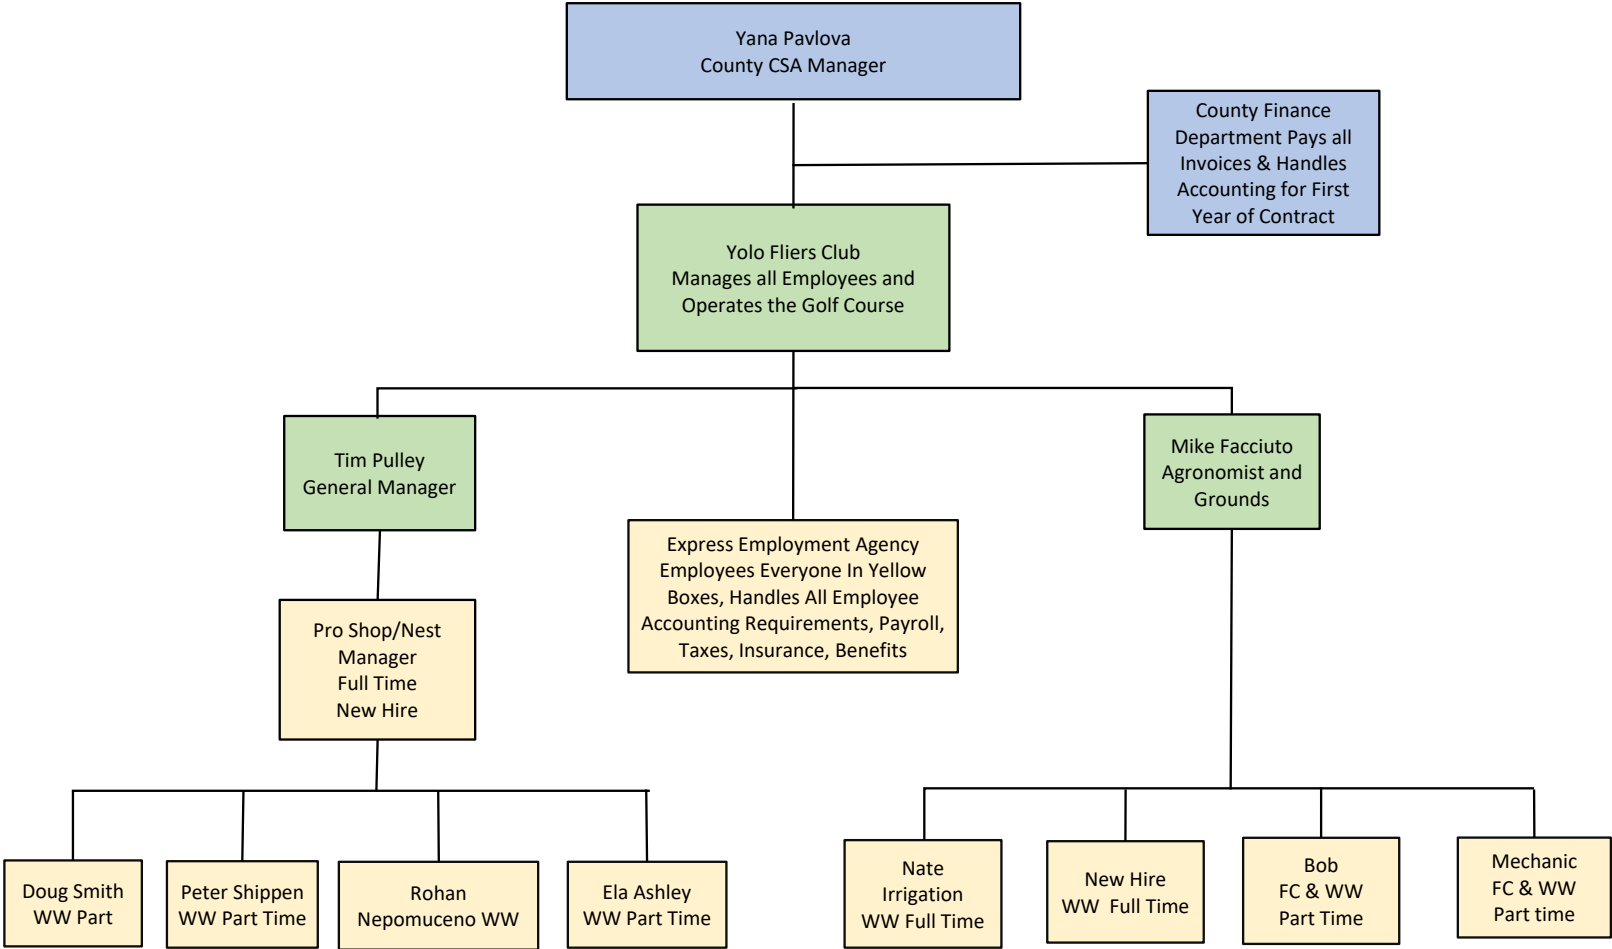 Yana Pavlova
County CSA Manager
County Finance
Department Pays all
Invoices & Handles
Accounting for First
Year of Contract
Yolo Fliers Club
Manages all Employees and
Operates the Golf Course
Tim Pulley
General Manager
Mike Facciuto
Agronomist and
Grounds
Express Employment Agency
Employees Everyone In Yellow
Boxes, Handles All Employee
Accounting Requirements, Payroll,
Taxes, Insurance, Benefits
Pro Shop/Nest
Manager
Full Time
New Hire
Doug Smith
WW Part
Peter Shippen
WW Part Time
Rohan
Nepomuceno WW
Ela Ashley
WW Part Time
Nate
Irrigation
WW Full Time
New Hire
WW  Full Time
Bob
FC & WW
Part Time
Mechanic
FC & WW
Part time